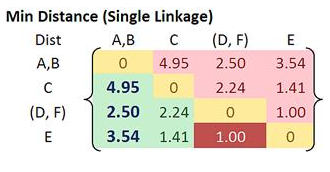 Min Distance (Single Linkage)
Dist A,B C (D, F) E
A,B 0 4.95 2.50 3.54
C 4.95 0 2.24 1.41
(D, F) 2.50 2.24 0 1.00
E 3.54 1.41 1.00 0